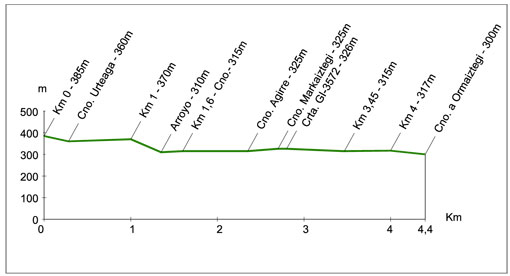 Km 0 - 385m
Cno. Urteaga - 360m
Km 1 - 370m
Arroyo - 310m
Km 1,6 - Cno.- 315m
Cno. Agirre - 325m
Cno. Markaiztegi - 325m
Crta. GI-3572 - 326m
Km 3,45 - 315m
Km 4 - 317m
Cno. a Ormaiztegi - 300m
m
500
400
300
200
100
0
0 1 2 3 4 4,4
Km